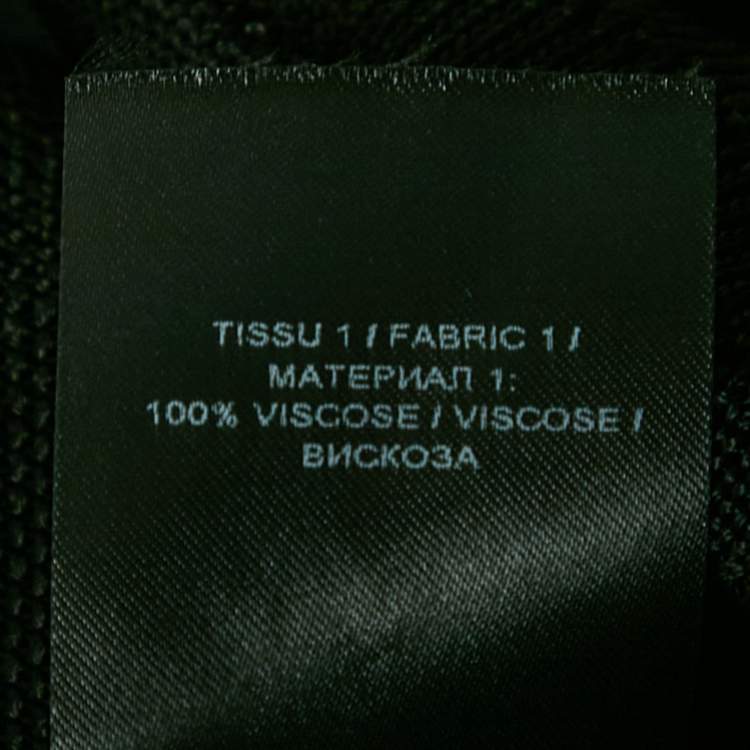 TISSU 1 / FABRIC 1 /
МАТЕРИАЛ 1:
100% VISCOSE / VISCOSE /
ВИСКОЗА